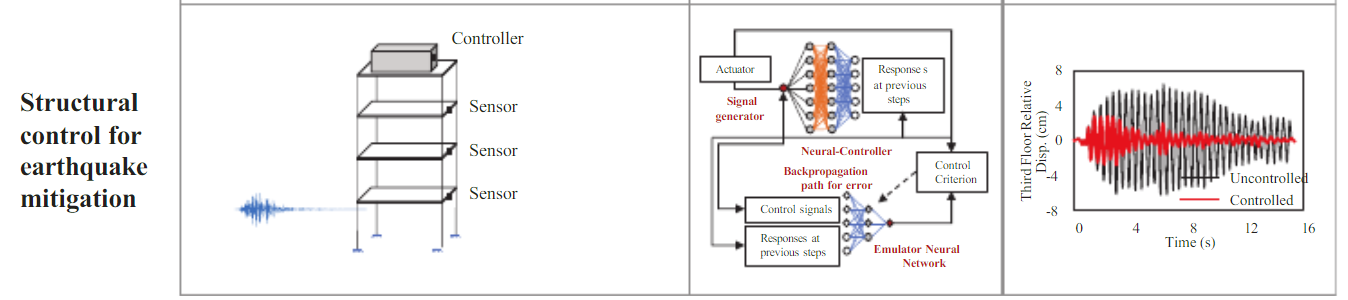 Structural
control for
earthquake
mitigation
Controller
Sensor
Sensor
Sensor
Actuator
Signal
generator
Response s
at previous
steps
Neural-Controller
Backpropagation
path for error
Control
Criterion
Control signals
Responses at
previous steps
Emulator Neural
Network
Third Floor Relative
Disp. (cm)
8
4
0
-4
-8
Uncontrolled
Controlled
0 4 8 12 16
Time (s)